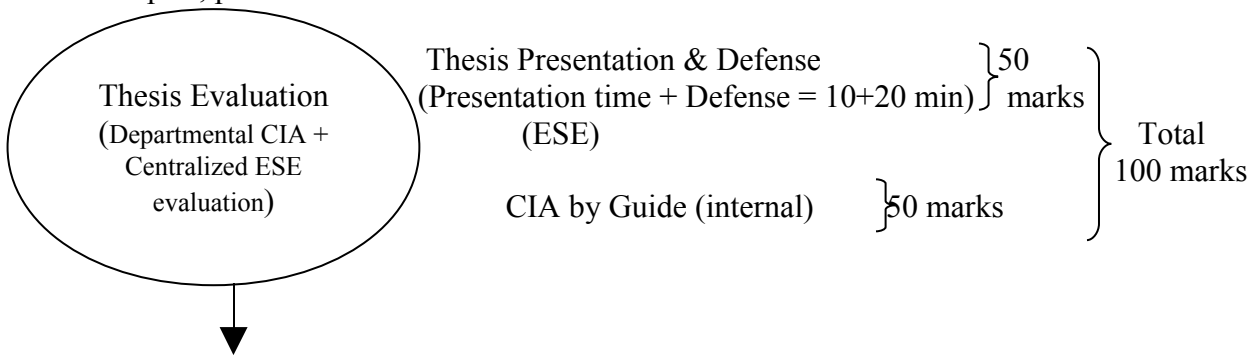 Thesis Evaluation
(Departmental CIA +
Centralized ESE
evaluation)
Thesis Presentation & Defense
(Presentation time + Defense = 10+20 min)
(ESE)
50
marks
CIA by Guide (internal)
50 marks
Total
100 marks